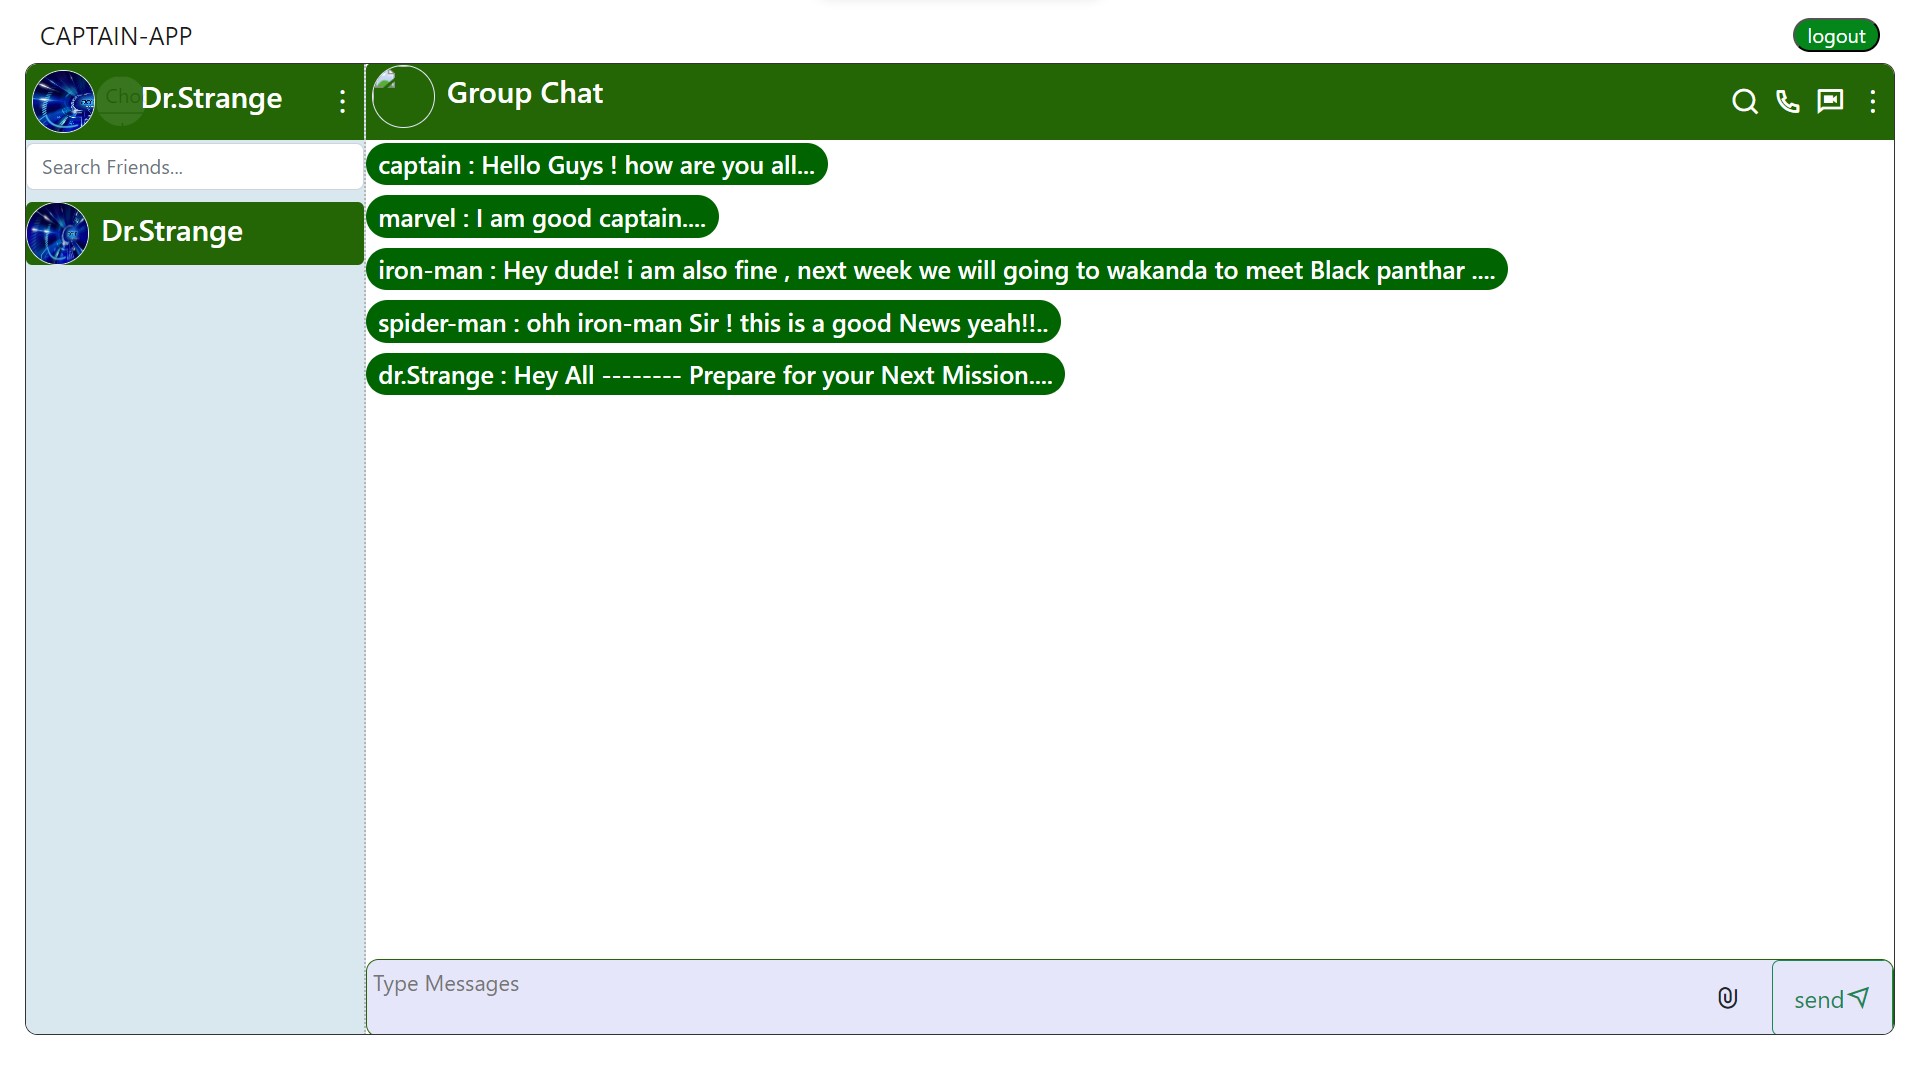 CAPTAIN-APP
logout
Cho
Dr.Strange
Group Chat
Search Friends...
Dr.Strange
captain : Hello Guys ! how are you all...
marvel : I am good captain....
iron-man : Hey dude! i am also fine , next week we will going to wakanda to meet Black panthar ....
spider-man : ohh iron-man Sir ! this is a good News yeah!!..
dr.Strange : Hey All -------- Prepare for your Next Mission....
Type Messages
send